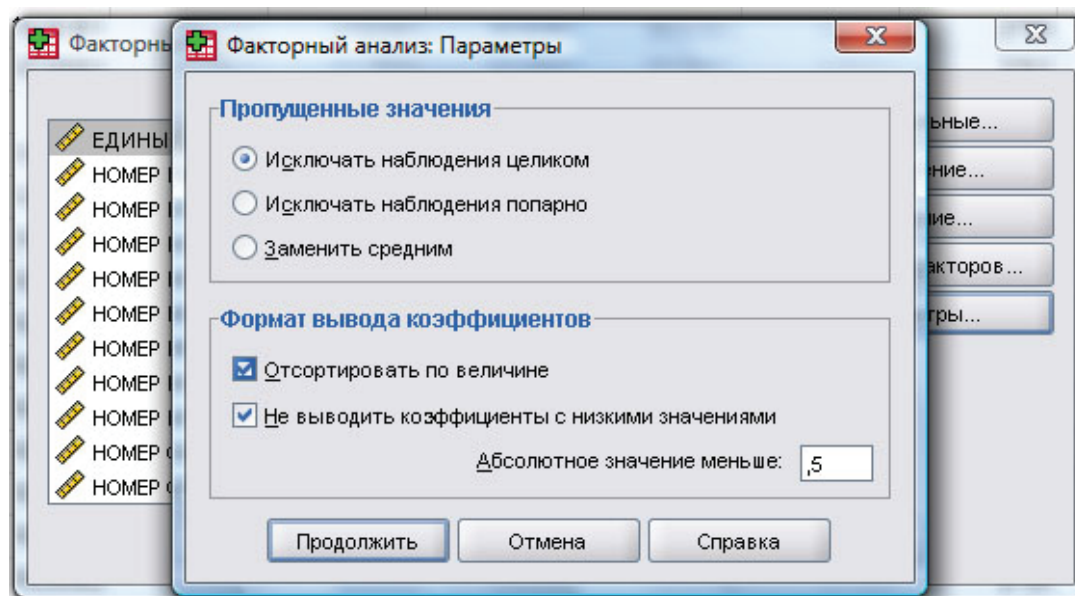 Факторнь
Факторный анализ: Параметры
Пропущенные значения
Исключать наблюдения целиком
Исключать наблюдения попарно
Заменить средним
Формат вывода коэффициентов
Отсортировать по величине
Не выводить коэффициенты с низкими значениями
Абсолютное значение меньше: ,5
Продолжить Отмена Справка
ЕДИНЫ
НОМЕР
НОМЕР
НОМЕР
НОМЕР
НОМЕР
НОМЕР
НОМЕР
НОМЕР
НОМЕР
НОМЕР
ьные...
ение...
ие...
акторов...
тры...